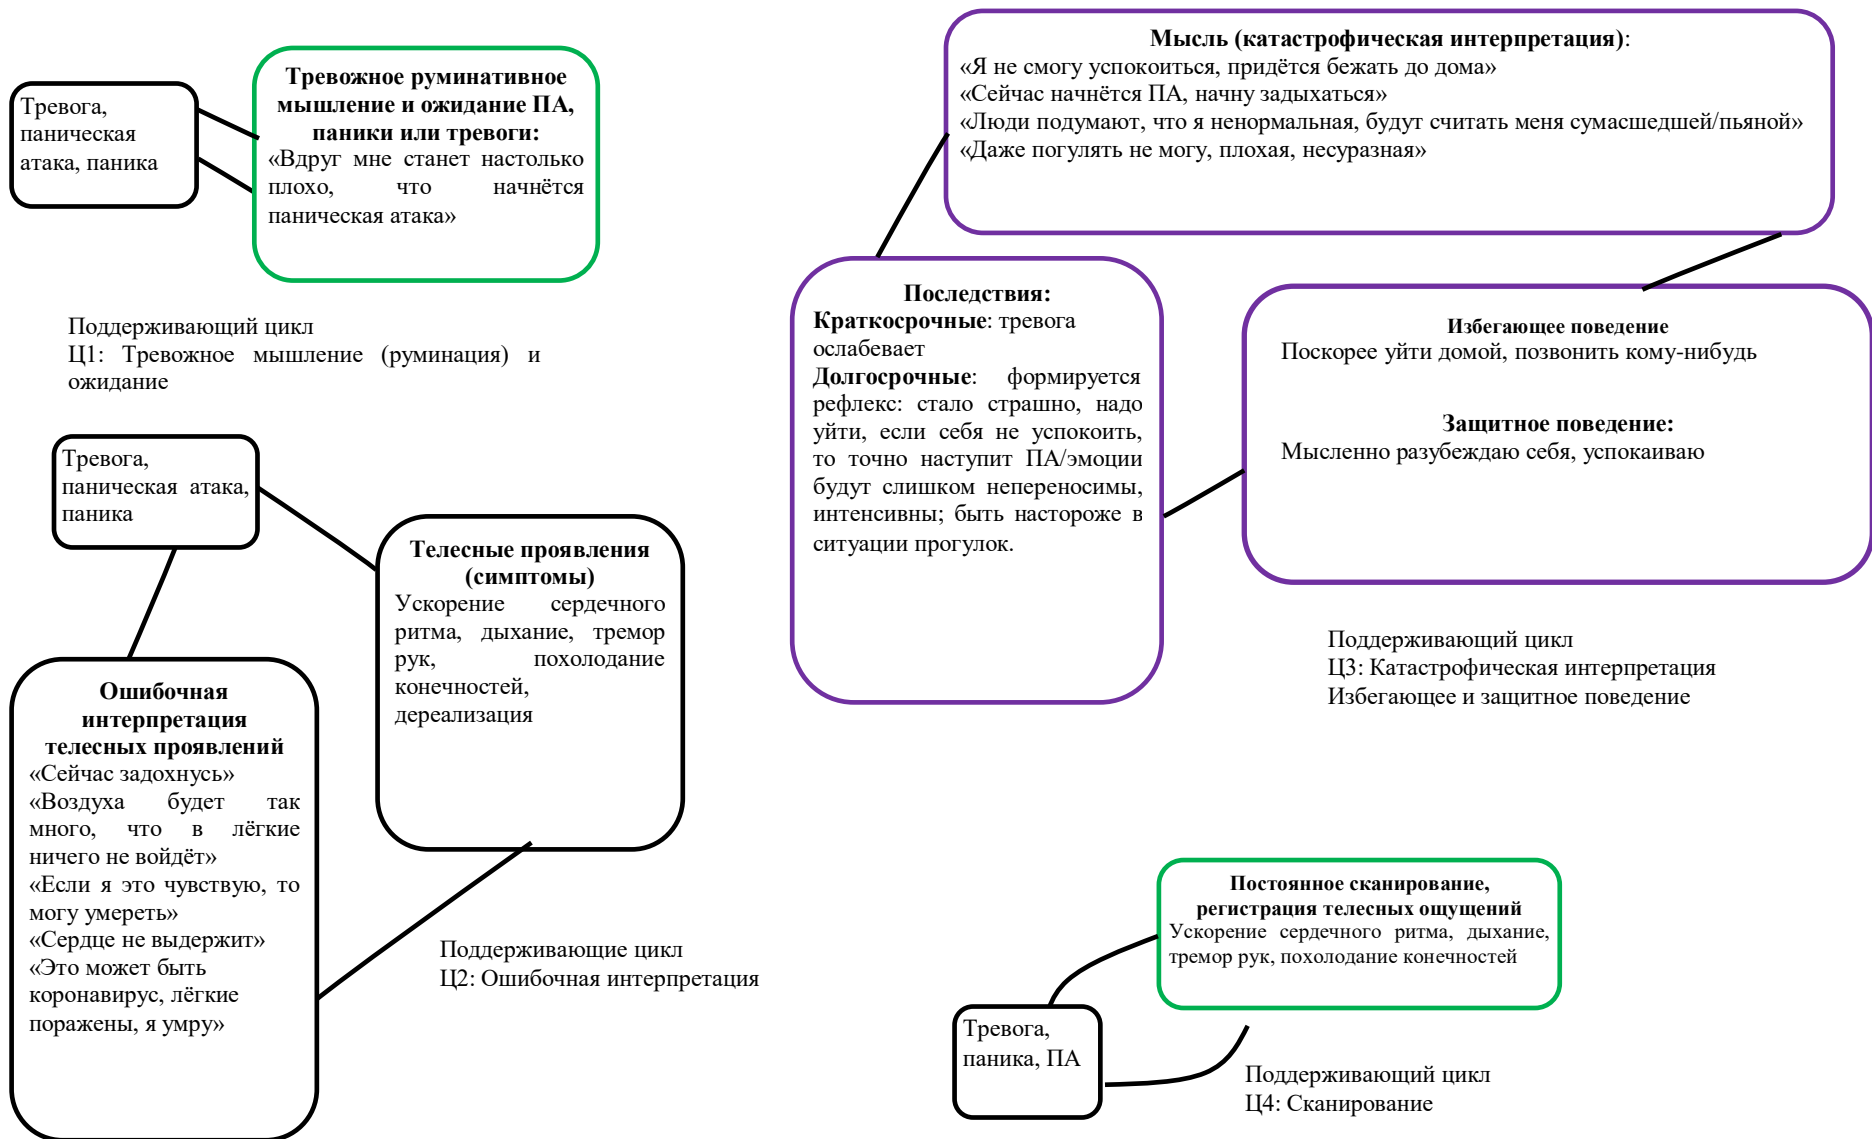 Тревога,
паническая
атака, паника
Тревожное руминативное
мышление и ожидание ПА,
паники или тревоги:
«Вдруг мне станет настолько
плохо, что начнётся
паническая атака»
Поддерживающий цикл
Ц1: Тревожное мышление (руминация) и
ожидание
Тревога,
паническая атака,
паника
Телесные проявления
(симптомы)
Ускорение сердечного
ритма, дыхание, тремор
рук, похолодание
конечностей,
дереализация
Ошибочная
интерпретация
телесных проявлений
«Сейчас задохнусь»
«Воздуха будет так
много, что в лёгкие
ничего не войдёт»
«Если я это чувствую, то
могу умереть»
«Сердце не выдержит»
«Это может быть
коронавирус, лёгкие
поражены, я умру»
Поддерживающие цикл
Ц2: Ошибочная интерпретация
Мысль (катастрофическая интерпретация):
«Я не смогу успокоиться, придётся бежать до дома»
«Сейчас начнётся ПА, начну задыхаться»
«Люди подумают, что я ненормальная, будут считать меня сумасшедшей/пьяной»
«Даже погулять не могу, плохая, несуразная»
Последствия:
Краткосрочные: тревога
ослабевает
Долгосрочные: формируется
рефлекс: стало страшно, надо
уйти, если себя не успокоить,
то точно наступит ПА/эмоции
будут слишком непереносимы,
интенсивны; быть настороже в
ситуации прогулок.
Избегающее поведение
Поскорее уйти домой, позвонить кому-нибудь
Защитное поведение:
Мысленно разубеждаю себя, успокаиваю
Поддерживающий цикл
Ц3: Катастрофическая интерпретация
Избегающее и защитное поведение
Постоянное сканирование,
регистрация телесных ощущений
Ускорение сердечного ритма, дыхание,
тремор рук, похолодание конечностей
Тревога,
паника, ПА
Поддерживающий цикл
Ц4: Сканирование